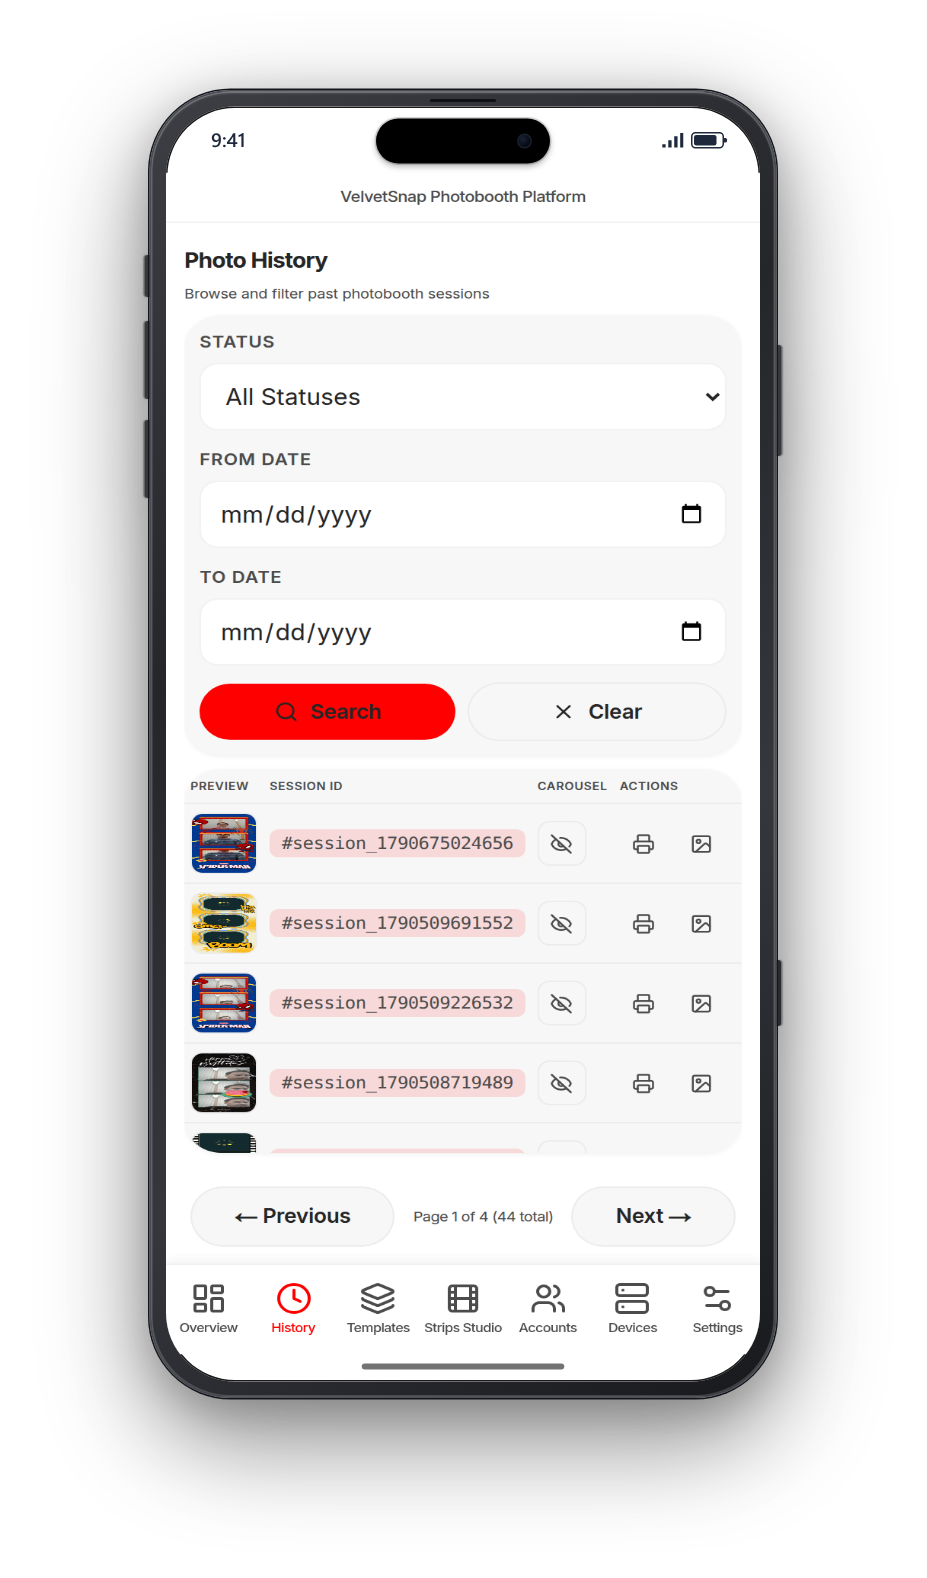 9:41
VelvetSnap Photobooth Platform
Photo History
Browse and filter past photobooth sessions
STATUS
All Statuses
FROM DATE
mm/dd/yyyy
TO DATE
mm/dd/yyyy
Search Clear
PREVIEW SESSION ID CAROUSEL ACTIONS
#session_1790675024656
#session_1790509691552
#session_1790509226532
#session_1790508719489
← Previous Page 1 of 4 (44 total) Next →
Overview History Templates Strips Studio Accounts Devices Settings